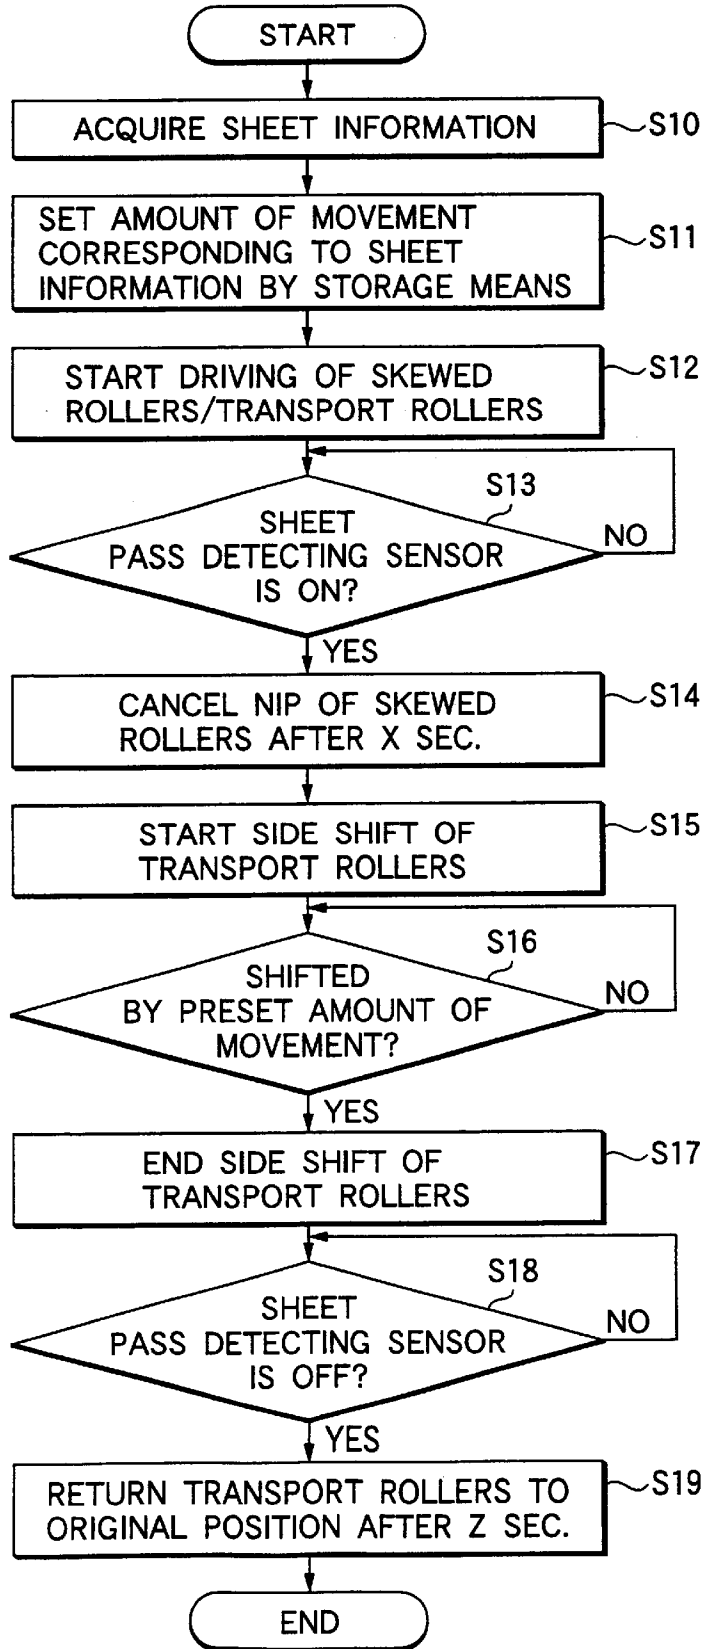 START
ACQUIRE SHEET INFORMATION
S10
SET AMOUNT OF MOVEMENT
CORRESPONDING TO SHEET
INFORMATION BY STORAGE MEANS
S11
START DRIVING OF SKEWED
ROLLERS/TRANSPORT ROLLERS
S12
S13
SHEET
PASS DETECTING SENSOR
IS ON?
NO
YES
CANCEL NIP OF SKEWED
ROLLERS AFTER X SEC.
S14
START SIDE SHIFT OF
TRANSPORT ROLLERS
S15
S16
SHIFTED
BY PRESET AMOUNT OF
MOVEMENT?
NO
YES
END SIDE SHIFT OF
TRANSPORT ROLLERS
S17
S18
SHEET
PASS DETECTING SENSOR
IS OFF?
NO
YES
RETURN TRANSPORT ROLLERS TO
ORIGINAL POSITION AFTER Z SEC.
S19
END